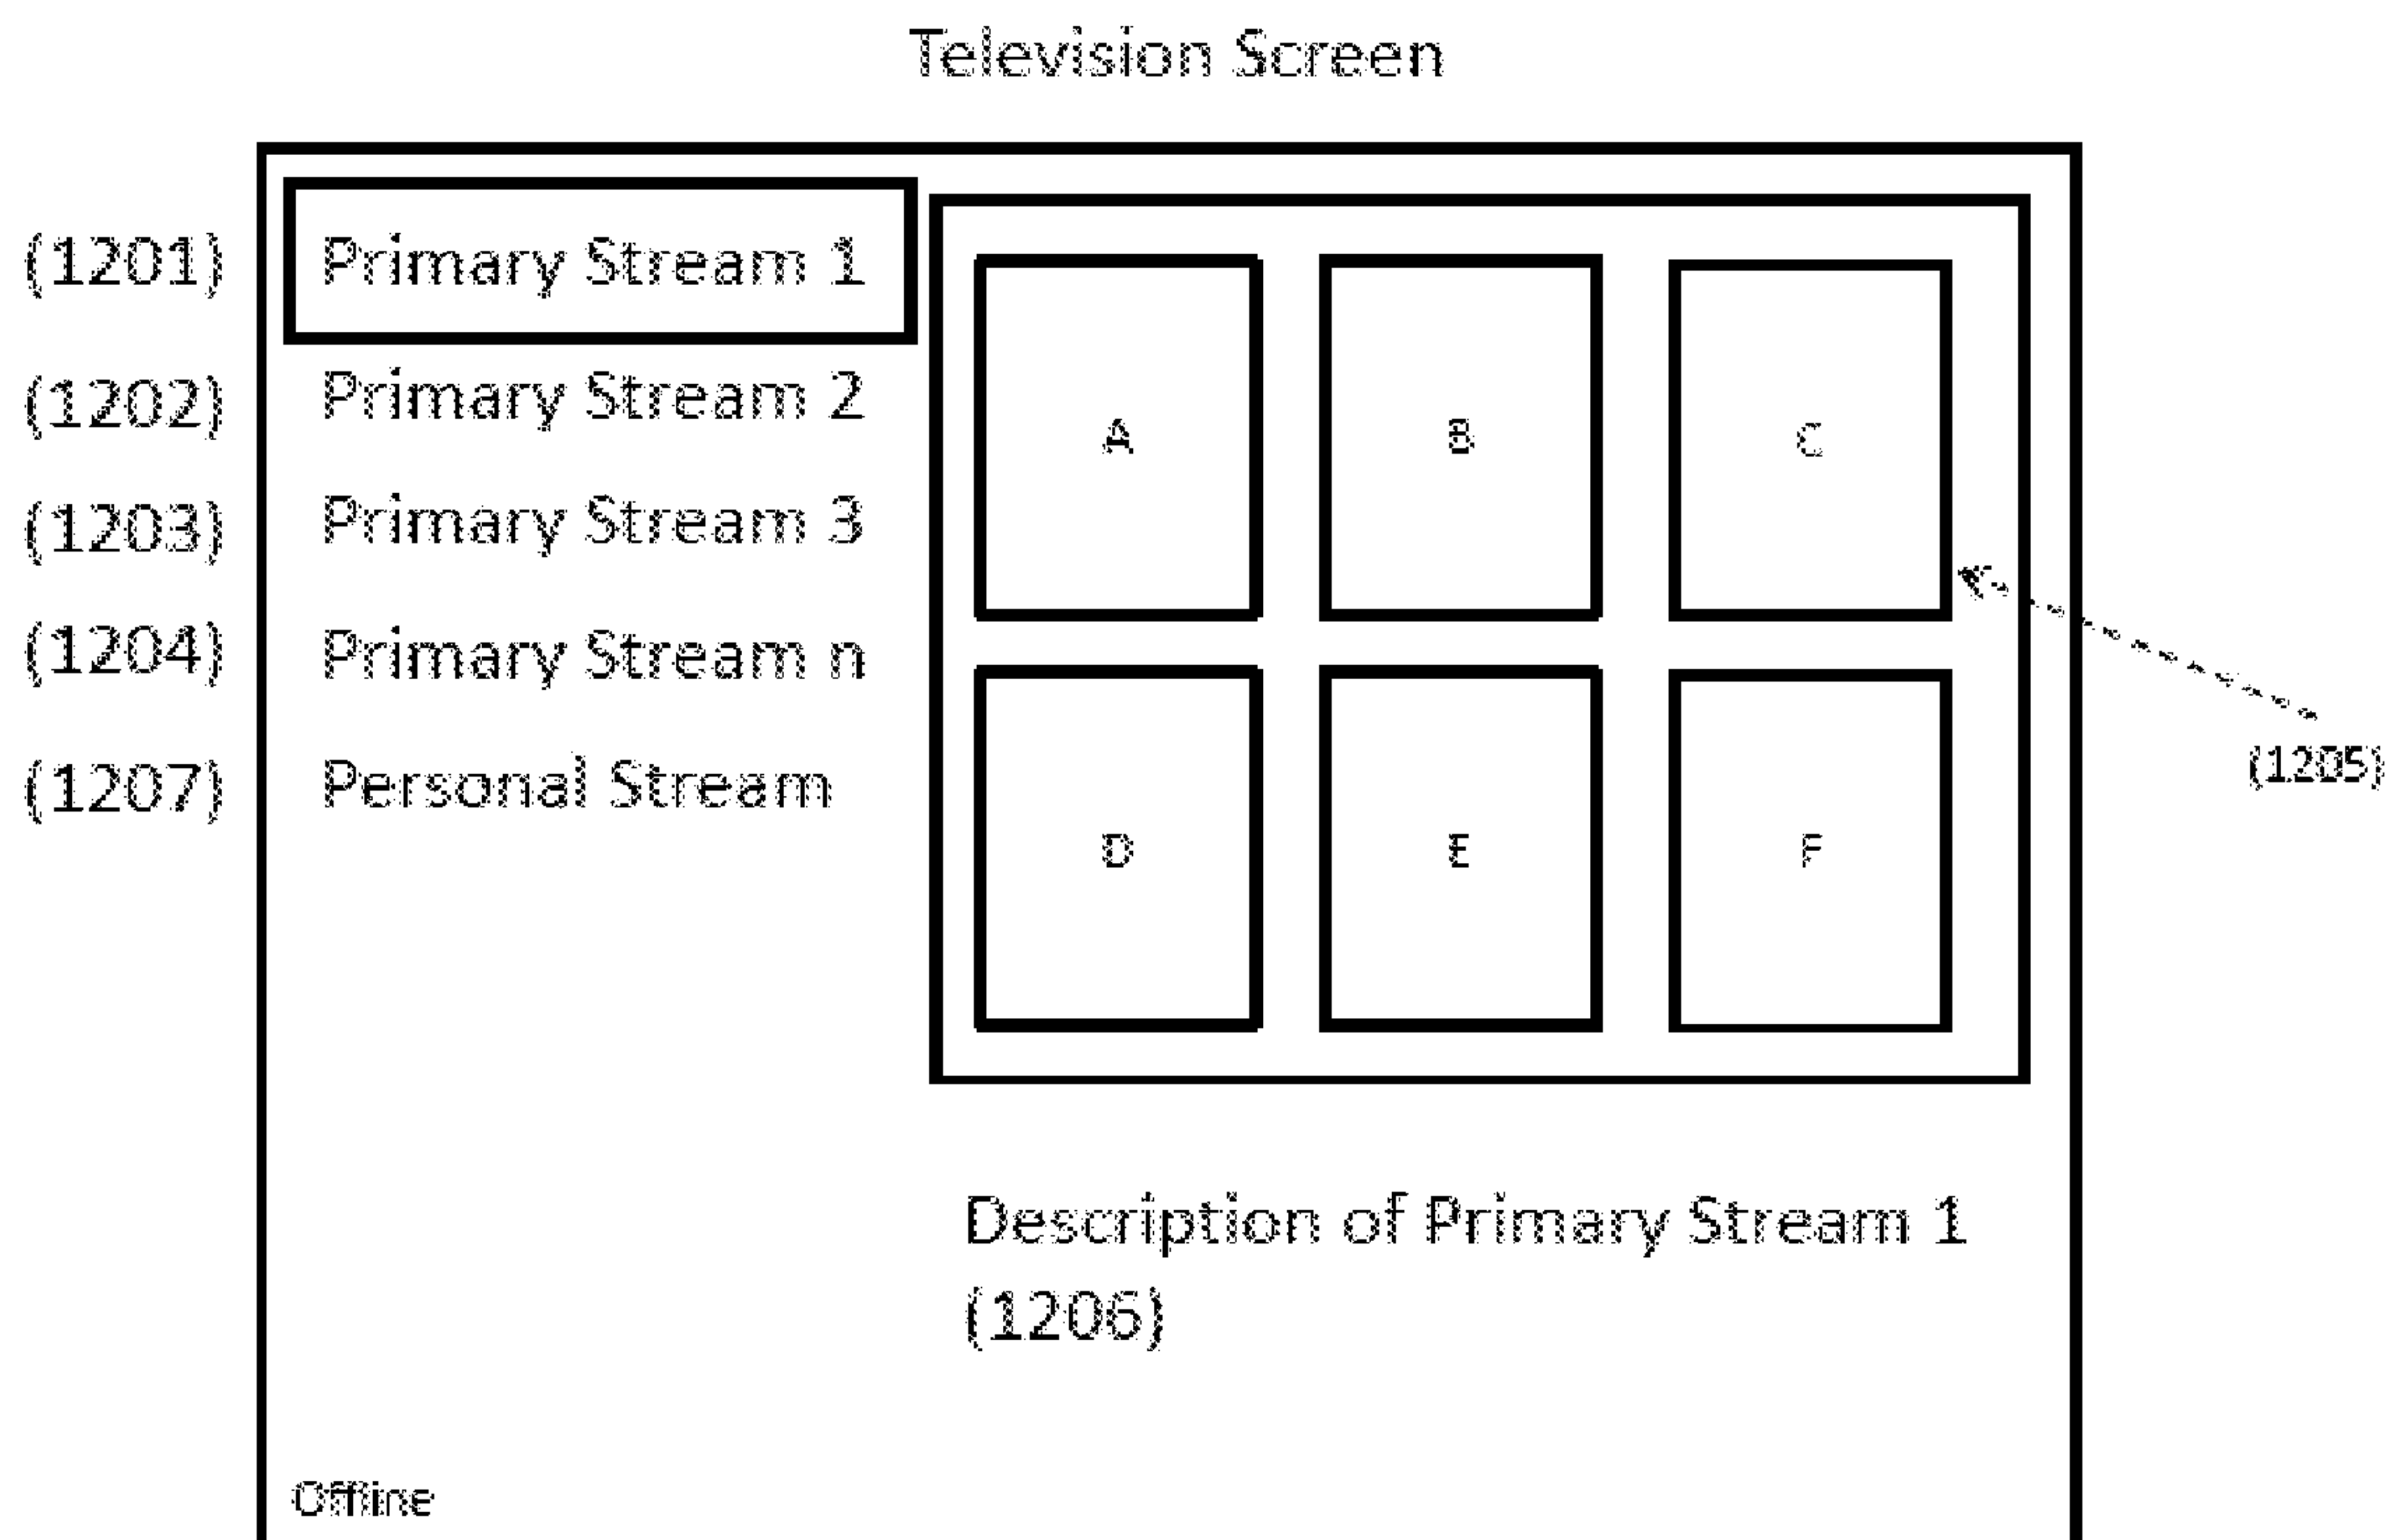 Television Screen
(1201) Primary Stream 1
(1202) Primary Stream 2
(1203) Primary Stream 3
(1204) Primary Stream n
(1207) Personal Stream
A B C
D E F
(1205)
Description of Primary Stream 1
(1206)
Offline